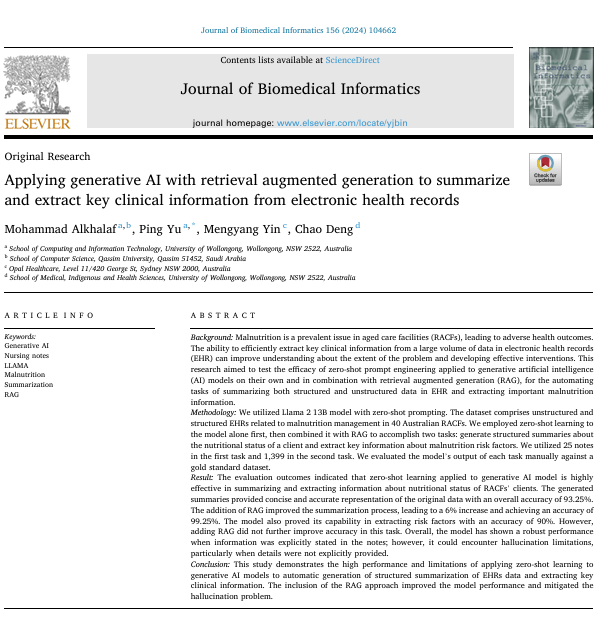 Journal of Biomedical Informatics 156 (2024) 104662
Contents lists available at ScienceDirect
Journal of Biomedical Informatics
journal homepage: www.elsevier.com/locate/yjbin
ELSEVIER
Original Research
Check for
updates
Applying generative AI with retrieval augmented generation to summarize
and extract key clinical information from electronic health records
Mohammad Alkhalaf a,b, Ping Yu a,*, Mengyang Yin c, Chao Deng d
a School of Computing and Information Technology, University of Wollongong, Wollongong, NSW 2522, Australia
b School of Computer Science, Qassim University, Qassim 51452, Saudi Arabia
c Opal Healthcare, Level 11/420 George St, Sydney NSW 2000, Australia
d School of Medical, Indigenous and Health Sciences, University of Wollongong, Wollongong, NSW 2522, Australia
ARTICLE INFO
Keywords:
Generative AI
Nursing notes
LLAMA
Malnutrition
Summarization
RAG
ABSTRACT
Background: Malnutrition is a prevalent issue in aged care facilities (RACFs), leading to adverse health outcomes.
The ability to efficiently extract key clinical information from a large volume of data in electronic health records
(EHR) can improve understanding about the extent of the problem and developing effective interventions. This
research aimed to test the efficacy of zero-shot prompt engineering applied to generative artificial intelligence
(AI) models on their own and in combination with retrieval augmented generation (RAG), for the automating
tasks of summarizing both structured and unstructured data in EHR and extracting important malnutrition
information.
Methodology: We utilized Llama 2 13B model with zero-shot prompting. The dataset comprises unstructured and
structured EHRs related to malnutrition management in 40 Australian RACFs. We employed zero-shot learning to
the model alone first, then combined it with RAG to accomplish two tasks: generate structured summaries about
the nutritional status of a client and extract key information about malnutrition risk factors. We utilized 25 notes
in the first task and 1,399 in the second task. We evaluated the model's output of each task manually against a
gold standard dataset.
Result: The evaluation outcomes indicated that zero-shot learning applied to generative AI model is highly
effective in summarizing and extracting information about nutritional status of RACFs' clients. The generated
summaries provided concise and accurate representation of the original data with an overall accuracy of 93.25%.
The addition of RAG improved the summarization process, leading to a 6% increase and achieving an accuracy of
99.25%. The model also proved its capability in extracting risk factors with an accuracy of 90%. However,
adding RAG did not further improve accuracy in this task. Overall, the model has shown a robust performance
when information was explicitly stated in the notes; however, it could encounter hallucination limitations,
particularly when details were not explicitly provided.
Conclusion: This study demonstrates the high performance and limitations of applying zero-shot learning to
generative AI models to automatic generation of structured summarization of EHRs data and extracting key
clinical information. The inclusion of the RAG approach improved the model performance and mitigated the
hallucination problem.